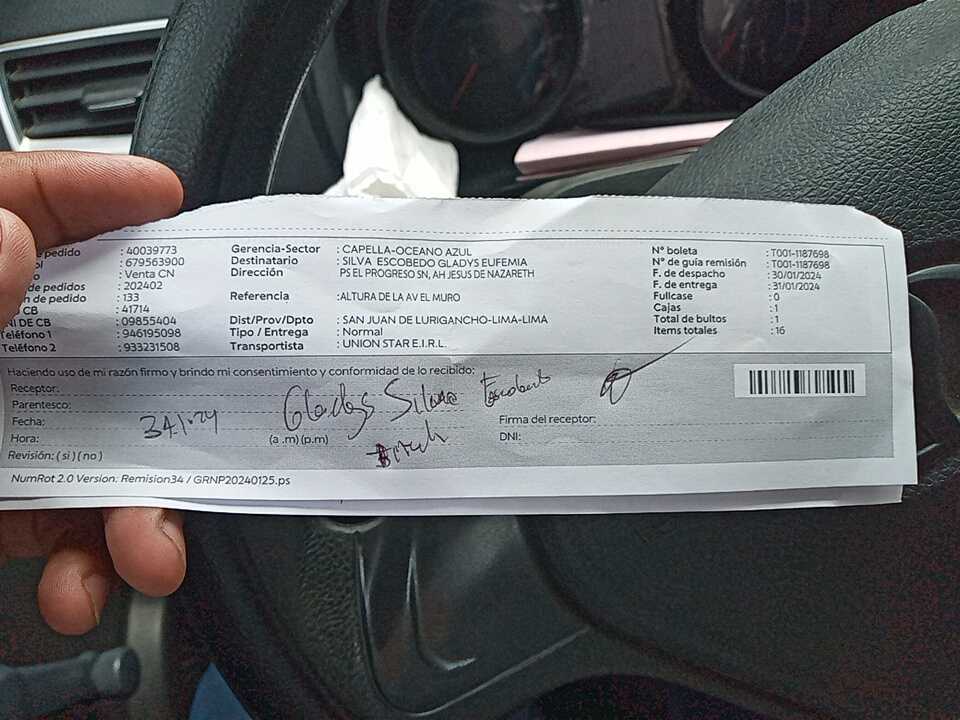 pedido : 40039773
ol : 679563900
: Venta CN
de pedidos : 202402
n de pedido : 133
CB : 41714
NI DE CB : 09855404
Teléfono 1 : 946195098
Teléfono 2 : 933231508
Gerencia-Sector : CAPELLA-OCEANO AZUL
Destinatario : SILVA ESCOBEDO GLADYS EUFEMIA
Dirección PS EL PROGRESO SN, AH JESUS DE NAZARETH
Referencia : ALTURA DE LA AV EL MURO
Dist/Prov/Dpto : SAN JUAN DE LURIGANCHO-LIMA-LIMA
Tipo / Entrega : Normal
Transportista : UNION STAR E.I.R.L.
N° boleta : T001-1187698
N° de guía remisión : T001-1187698
F. de despacho : 30/01/2024
F. de entrega : 31/01/2024
Fullcase : 0
Cajas : 1
Total de bultos : 1
Items totales : 16
Haciendo uso de mi razón firmo y brindo mi consentimiento y conformidad de lo recibido:
Receptor: Gladys Silva Escobedo
Parentesco:
Fecha:
Hora: (a .m) (p.m)
Revisión: ( si ) ( no )
Firma del receptor:
DNI:
NumRot 2.0 Version: Remision34 / GRNP20240125.ps